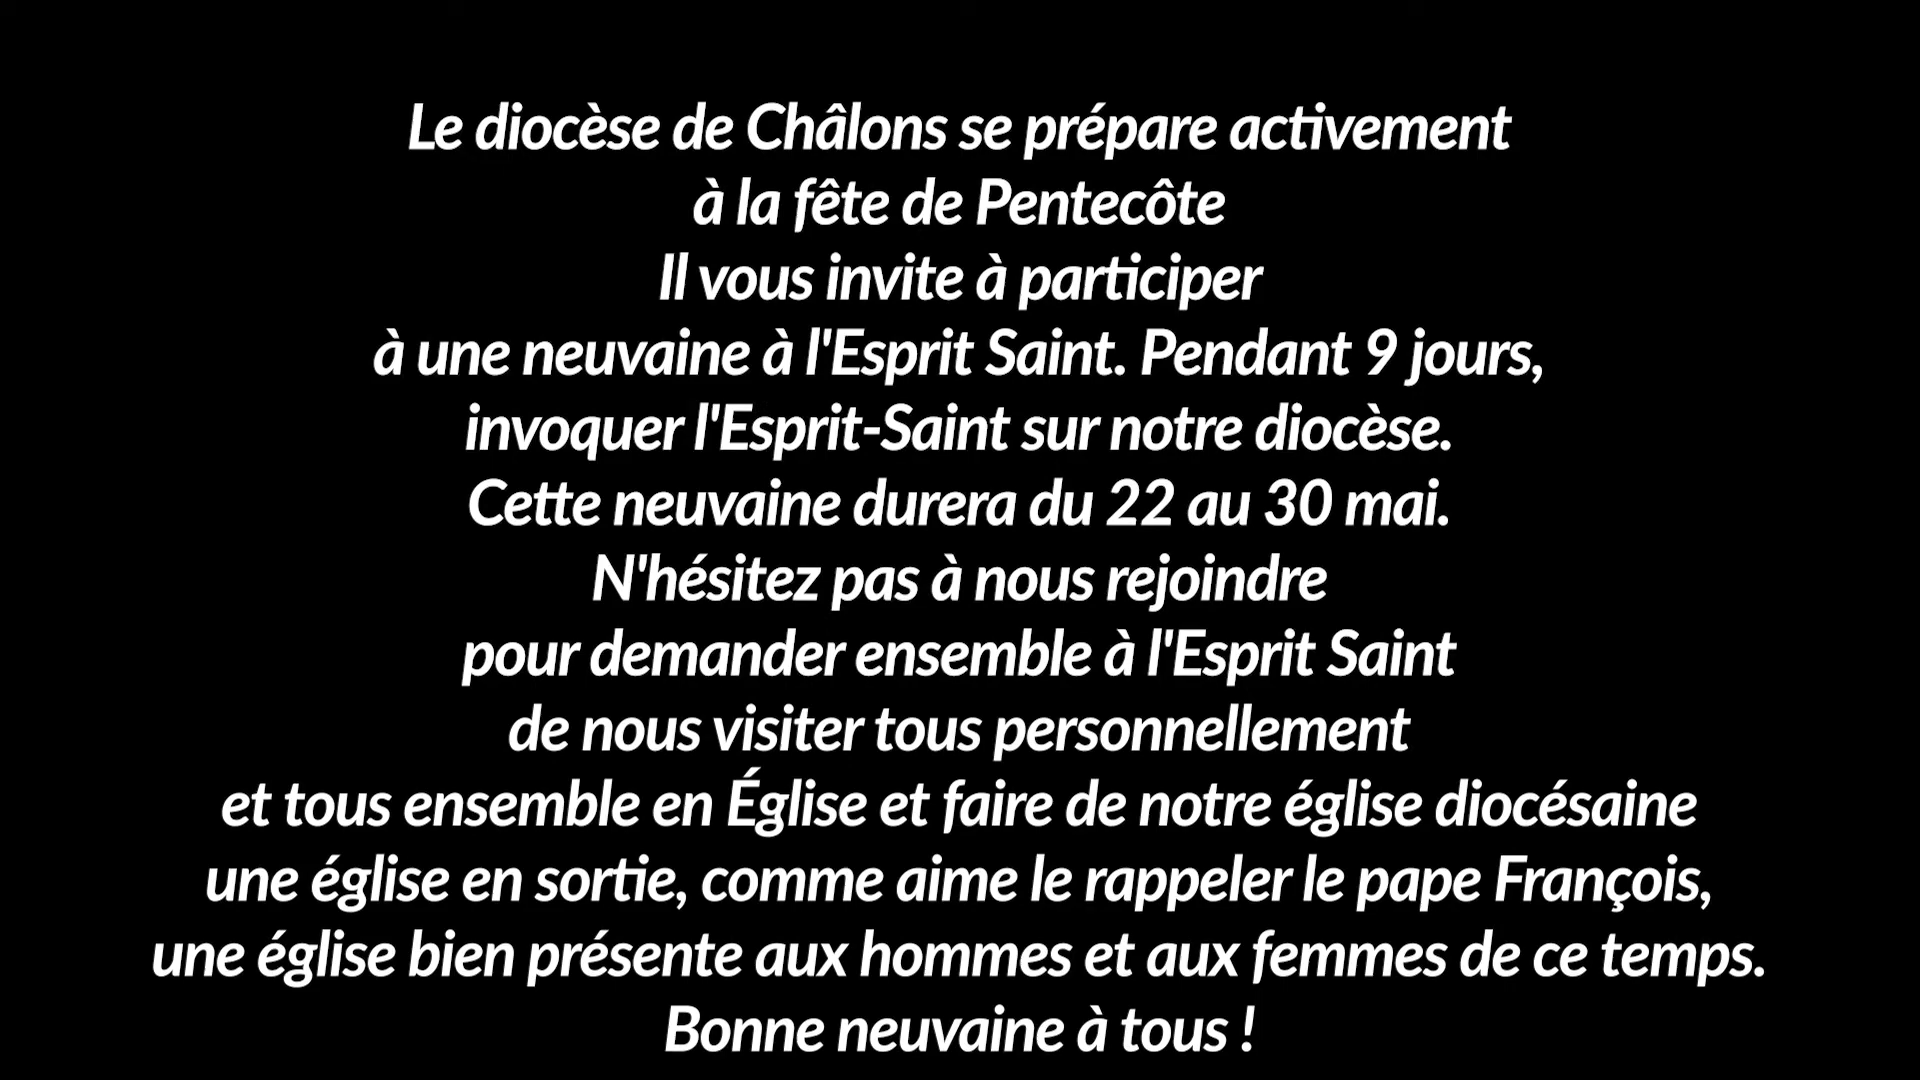 Le diocèse de Châlons se prépare activement
à la fête de Pentecôte
Il vous invite à participer
à une neuvaine à l'Esprit Saint. Pendant 9 jours,
invoquer l'Esprit-Saint sur notre diocèse.
Cette neuvaine durera du 22 au 30 mai.
N'hésitez pas à nous rejoindre
pour demander ensemble à l'Esprit Saint
de nous visiter tous personnellement
et tous ensemble en Église et faire de notre église diocésaine
une église en sortie, comme aime le rappeler le pape François,
une église bien présente aux hommes et aux femmes de ce temps.
Bonne neuvaine à tous !